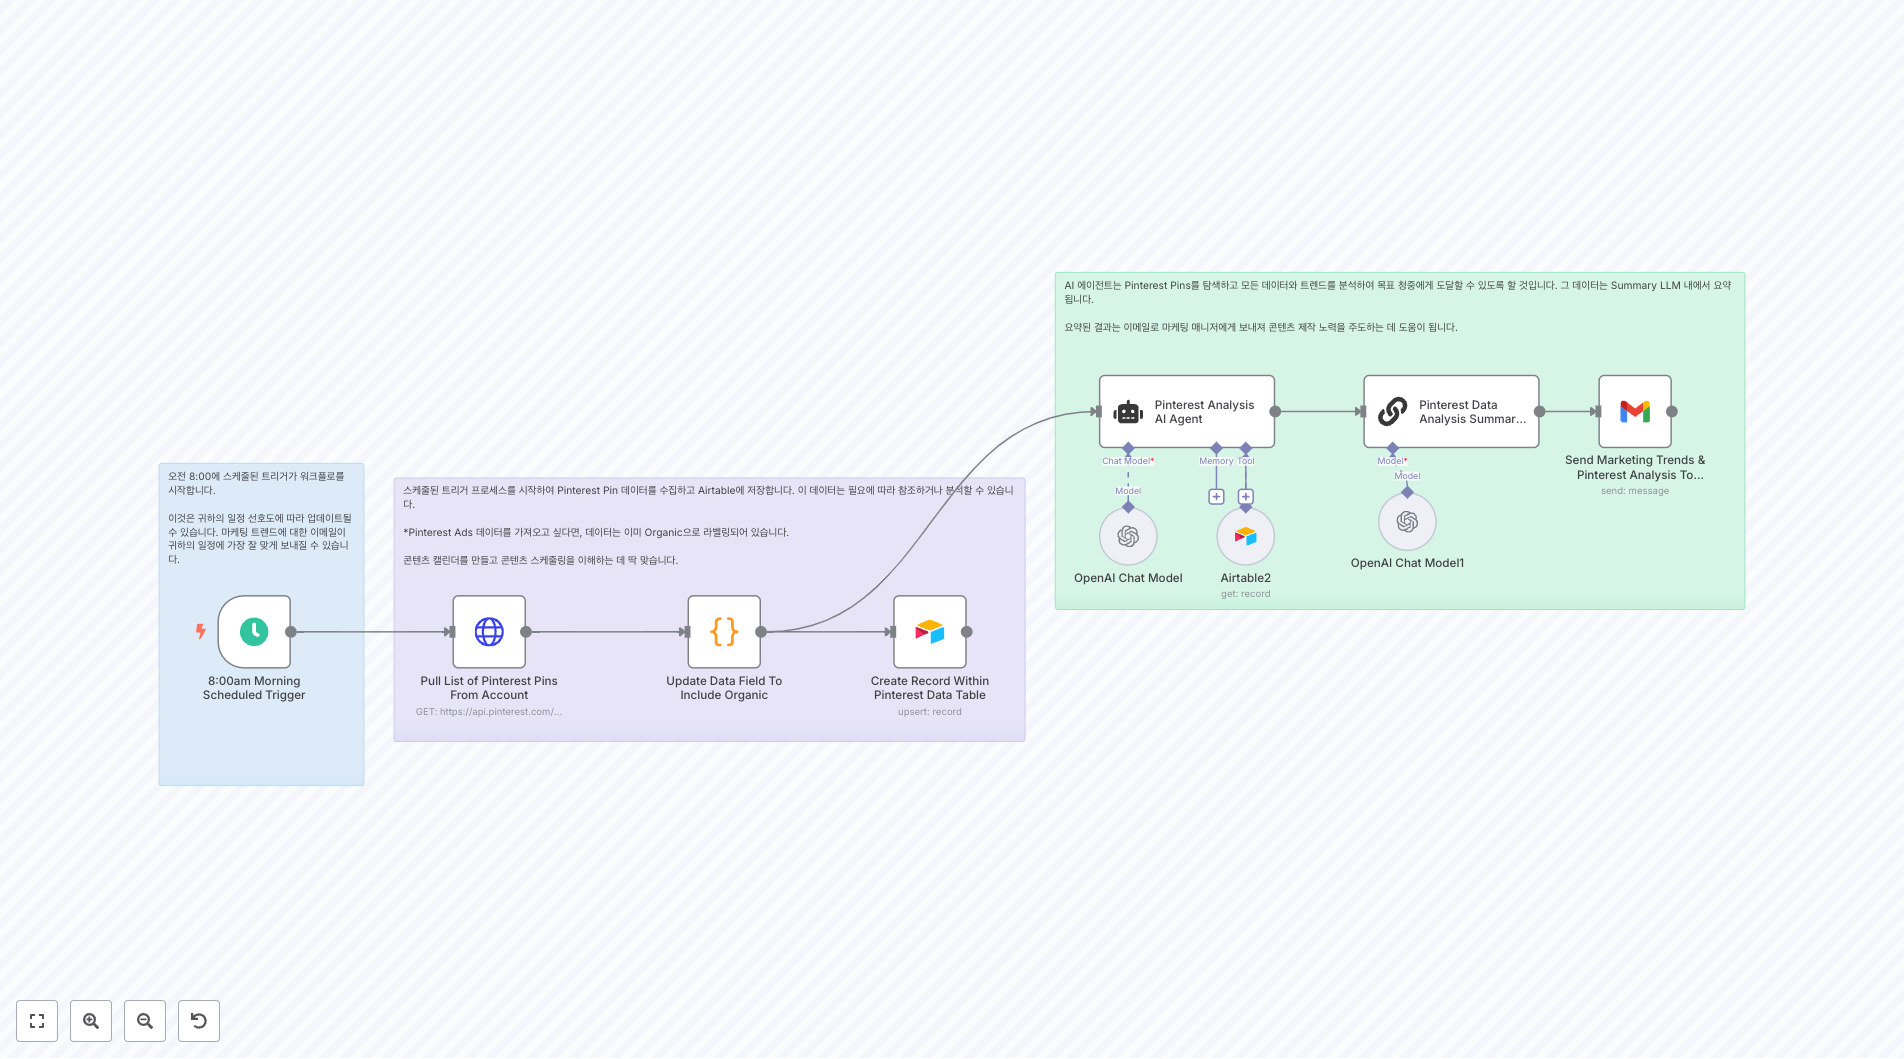 AI 에이전트는 Pinterest Pins를 탐색하고 모든 데이터와 트렌드를 분석하여 목표 청중에게 도달할 수 있도록 할 것입니다. 그 데이터는 Summary LLM 내에서 요약
됩니다.
요약된 결과는 이메일로 마케팅 매니저에게 보내져 콘텐츠 제작 노력을 주도하는 데 도움이 됩니다.
Pinterest Analysis
AI Agent
Pinterest Data
Analysis Summar...
Chat Model*
Memory
Tool
Model*
Model
Model
Send Marketing Trends &
Pinterest Analysis To...
send: message
OpenAI Chat Model
Airtable2
get: record
OpenAI Chat Model1
오전 8:00에 스케줄된 트리거가 워크플로를
시작합니다.
이것은 귀하의 일정 선호도에 따라 업데이트될
수 있습니다. 마케팅 트렌드에 대한 이메일이
귀하의 일정에 가장 잘 맞게 보내질 수 있습니
다.
8:00am Morning
Scheduled Trigger
스케줄된 트리거 프로세스를 시작하여 Pinterest Pin 데이터를 수집하고 Airtable에 저장합니다. 이 데이터는 필요에 따라 참조하거나 분석할 수 있습니
다.
*Pinterest Ads 데이터를 가져오고 싶다면, 데이터는 이미 Organic으로 라벨링되어 있습니다.
콘텐츠 캘린더를 만들고 콘텐츠 스케줄링을 이해하는 데 딱 맞습니다.
Pull List of Pinterest Pins
From Account
GET: https://api.pinterest.com/...
Update Data Field To
Include Organic
Create Record Within
Pinterest Data Table
upsert: record